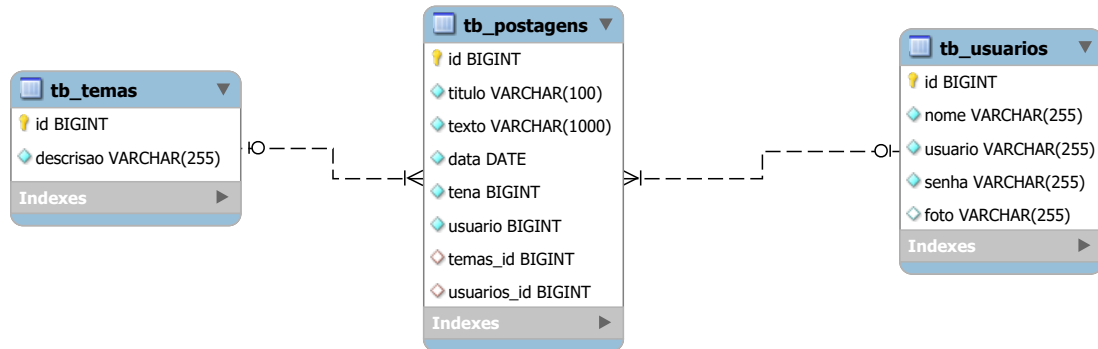 tb_temas
id BIGINT
descrisao VARCHAR(255)
Indexes
tb_postagens
id BIGINT
titulo VARCHAR(100)
texto VARCHAR(1000)
data DATE
tena BIGINT
usuario BIGINT
temas_id BIGINT
usuarios_id BIGINT
Indexes
tb_usuarios
id BIGINT
nome VARCHAR(255)
usuario VARCHAR(255)
senha VARCHAR(255)
foto VARCHAR(255)
Indexes